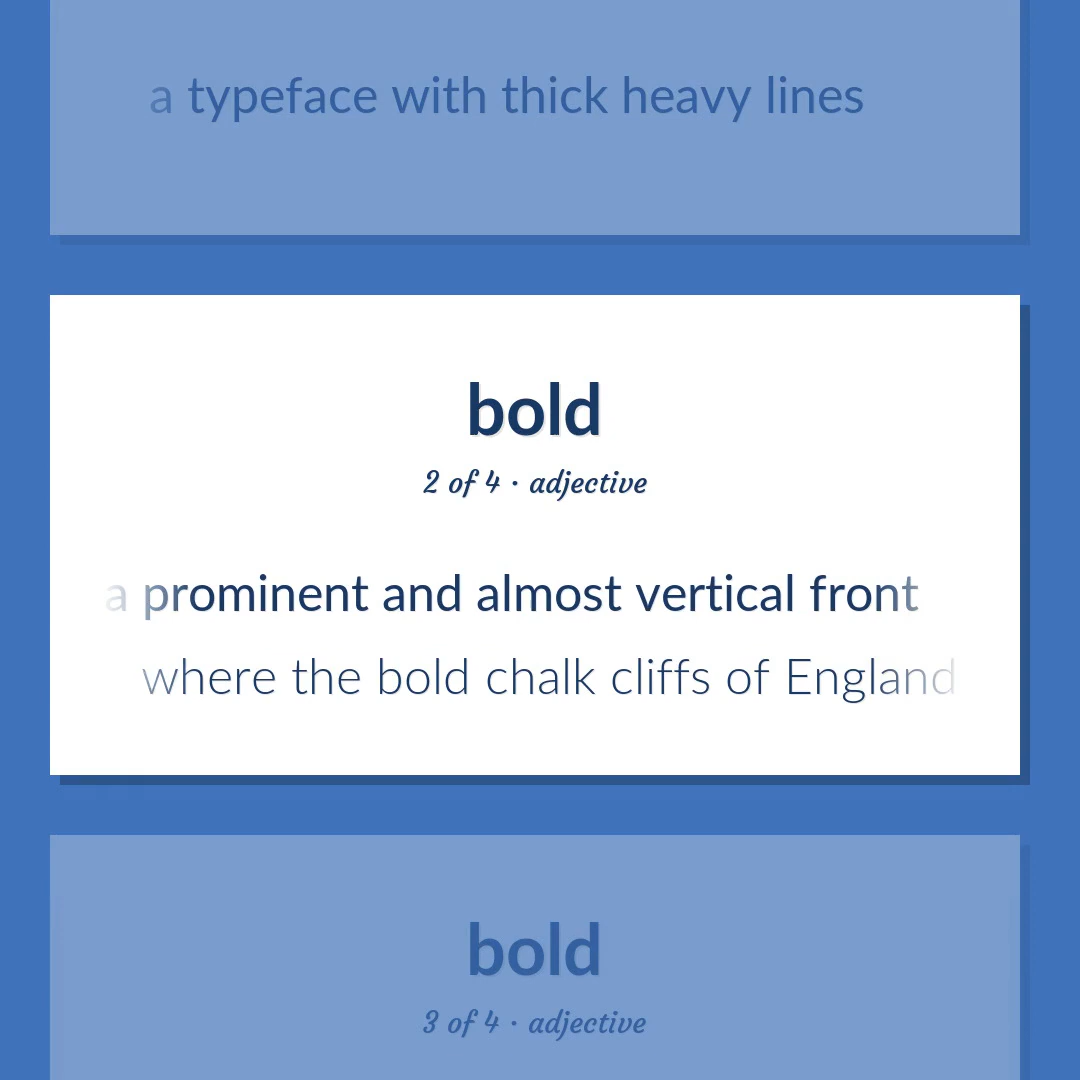 a typeface with thick heavy lines
bold
2 of 4 · adjective
a prominent and almost vertical front
where the bold chalk cliffs of England
bold
3 of 4 · adjective